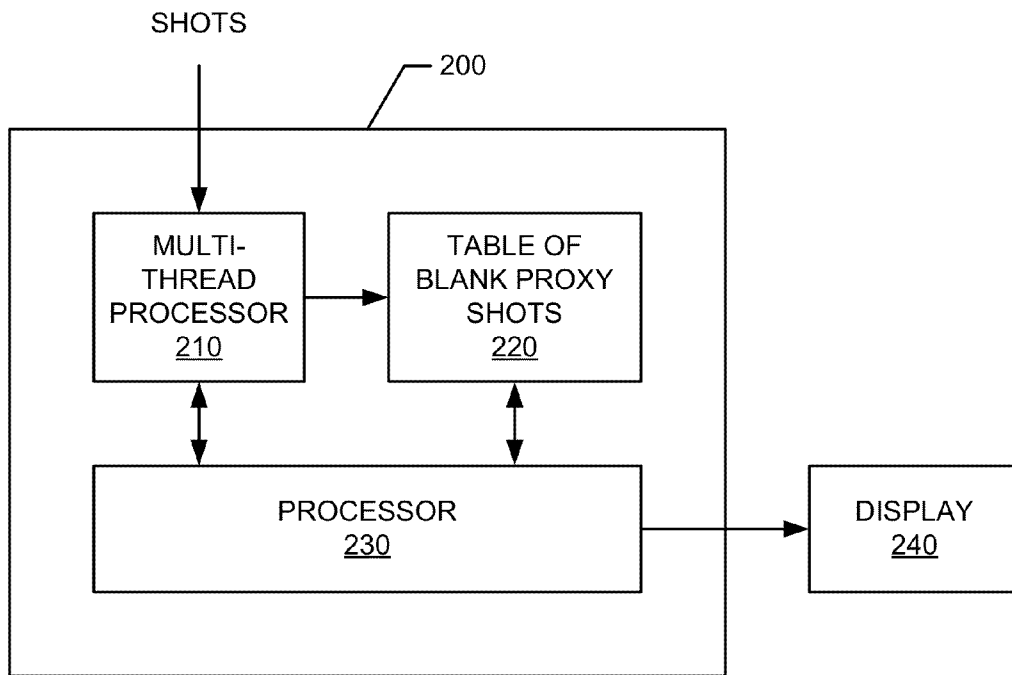 SHOTS
200
MULTI-
THREAD
PROCESSOR
210
TABLE OF
BLANK PROXY
SHOTS
220
PROCESSOR
230
DISPLAY
240